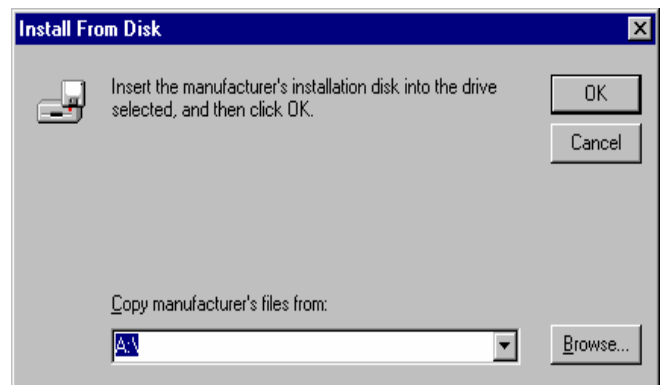 Install From Disk
Insert the manufacturer's installation disk into the drive
selected, and then click OK.
OK
Cancel
Copy manufacturer's files from:
A:\
Browse...